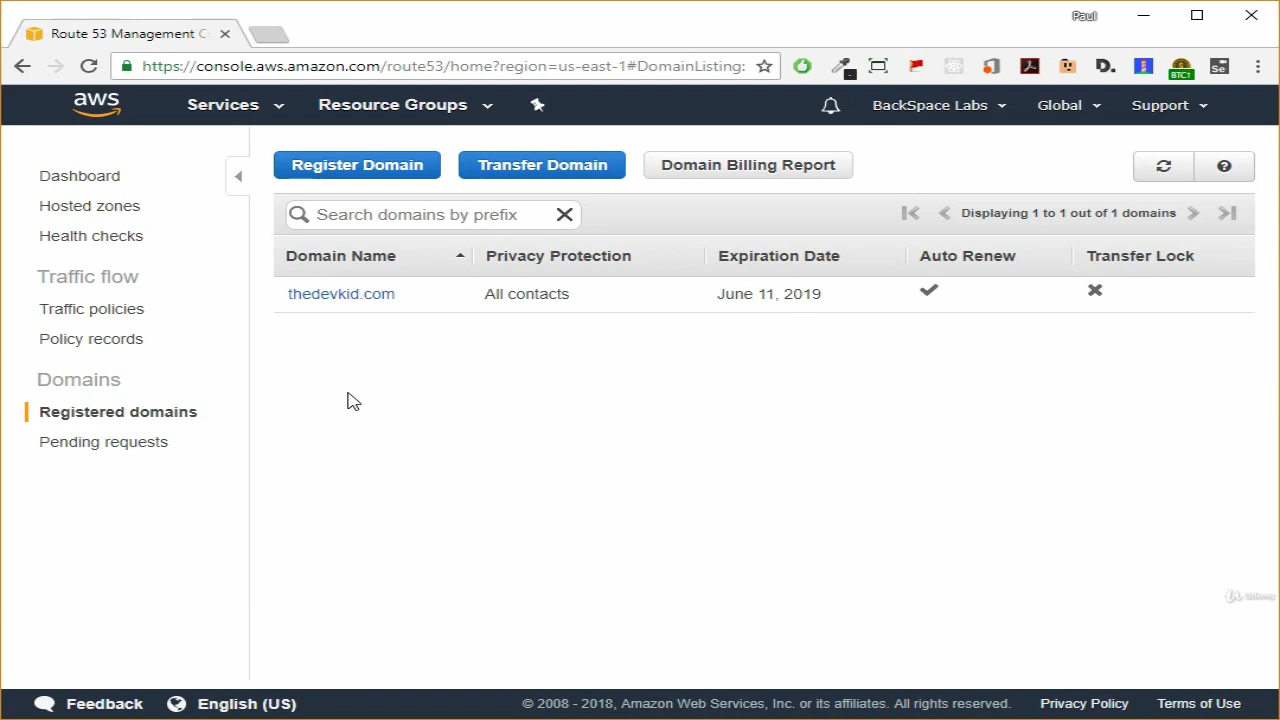 Paul
Route 53 Management C
https://console.aws.amazon.com/route53/home?region=us-east-1#DomainListing:
BTC1
Se
D.
aws
Services
Resource Groups
BackSpace Labs
Global
Support
Dashboard
Hosted zones
Health checks
Traffic flow
Traffic policies
Policy records
Domains
Registered domains
Pending requests
Register Domain
Transfer Domain
Domain Billing Report
Search domains by prefix
Displaying 1 to 1 out of 1 domains
Domain Name Privacy Protection Expiration Date Auto Renew Transfer Lock
thedevkid.com All contacts June 11, 2019
Udemy
Feedback English (US) © 2008 - 2018, Amazon Web Services, Inc. or its affiliates. All rights reserved. Privacy Policy Terms of Use